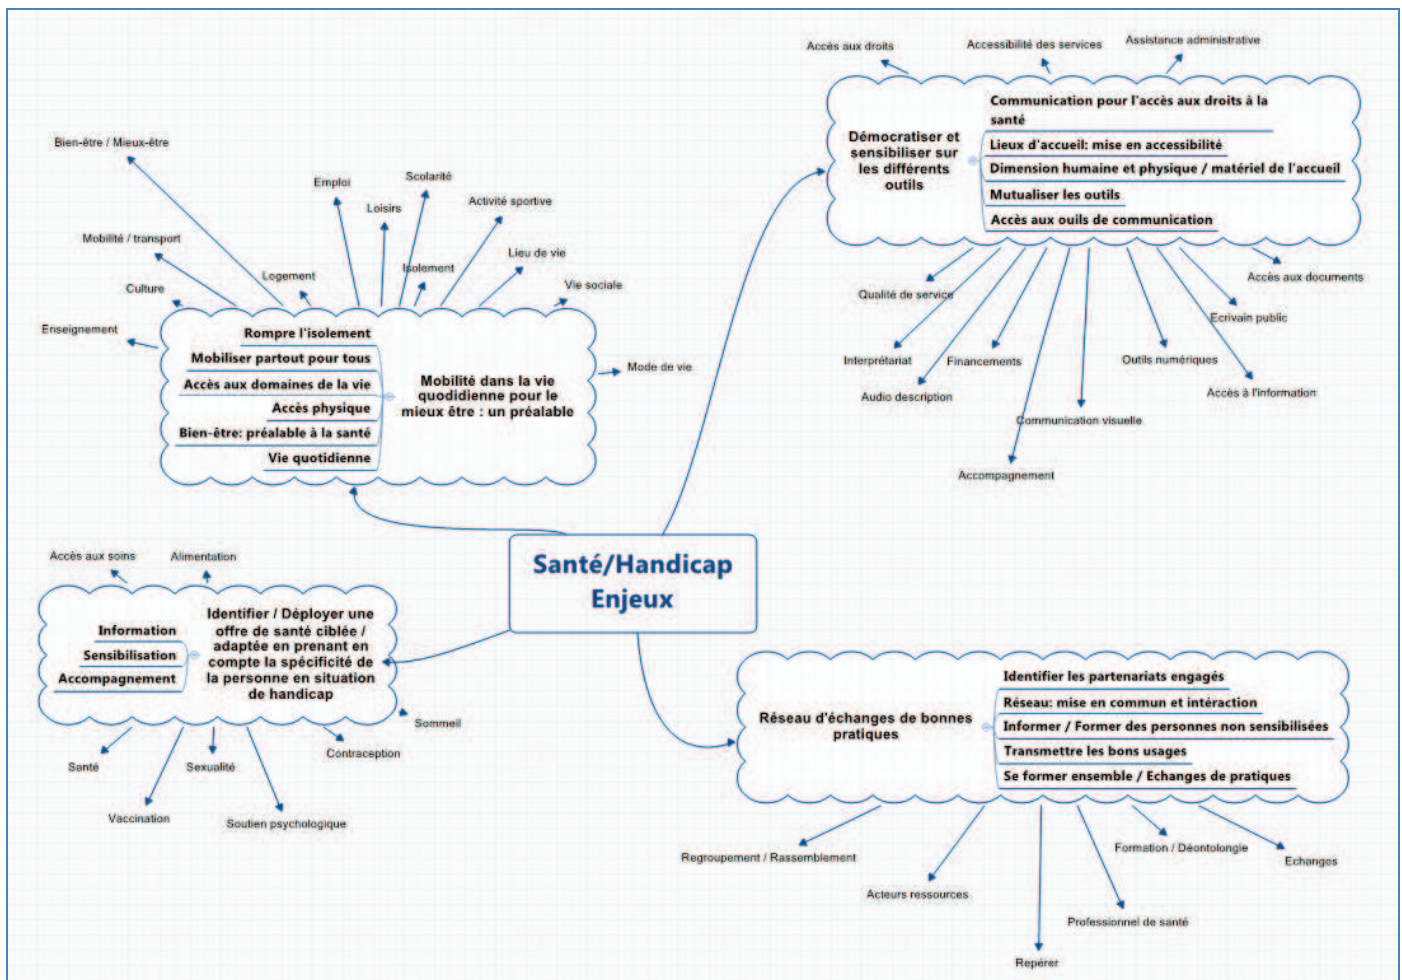 Accès aux droits
Accessibilité des services
Assistance administrative
Démocratiser et
sensibiliser sur
les différents
outils
Communication pour l'accès aux droits à la
santé
Lieux d'accueil: mise en accessibilité
Dimension humaine et physique / matériel de l'accueil
Mutualiser les outils
Accès aux ouils de communication
Qualité de service
Interprétariat
Audio description
Financements
Accompagnement
Communication visuelle
Outils numériques
Accès à l'information
Ecrivain public
Accès aux documents
Bien-être / Mieux-être
Mobilité / transport
Culture
Enseignement
Logement
Emploi
Loisirs
Scolarité
Isolement
Activité sportive
Lieu de vie
Vie sociale
Mode de vie
Rompre l'isolement
Mobiliser partout pour tous
Accès aux domaines de la vie
Accès physique
Bien-être: préalable à la santé
Vie quotidienne
Mobilité dans la vie
quodidienne pour le
mieux être : un préalable
Santé/Handicap
Enjeux
Accès aux soins
Alimentation
Information
Sensibilisation
Accompagnement
Identifier / Déployer une
offre de santé ciblée /
adaptée en prenant en
compte la spécificité de
la personne en situation
de handicap
Sommeil
Contraception
Santé
Sexualité
Vaccination
Soutien psychologique
Réseau d'échanges de bonnes
pratiques
Identifier les partenariats engagés
Réseau: mise en commun et intéraction
Informer / Former des personnes non sensibilisées
Transmettre les bons usages
Se former ensemble / Echanges de pratiques
Regroupement / Rassemblement
Acteurs ressources
Repérer
Professionnel de santé
Formation / Déontolongie
Echanges